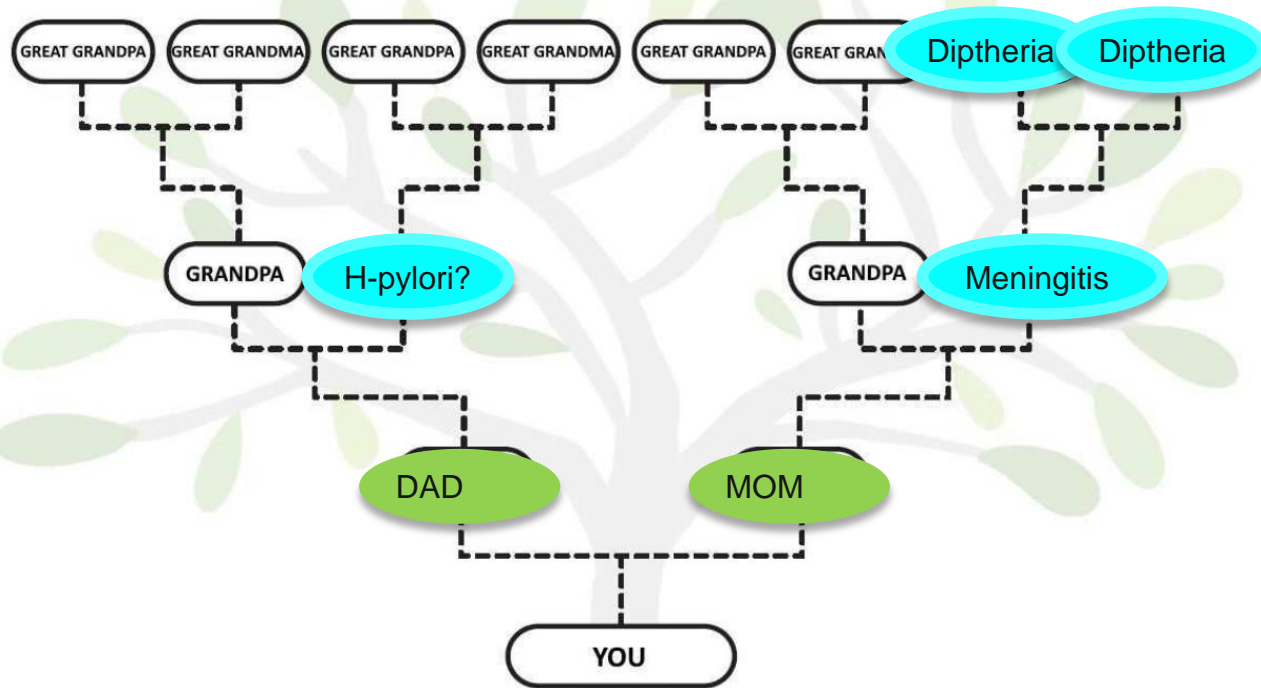 GREAT GRANDPA GREAT GRANDMA GREAT GRANDPA GREAT GRANDMA GREAT GRANDPA GREAT GRAN Diptheria Diptheria
GRANDPA H-pylori? GRANDPA Meningitis
DAD MOM
YOU